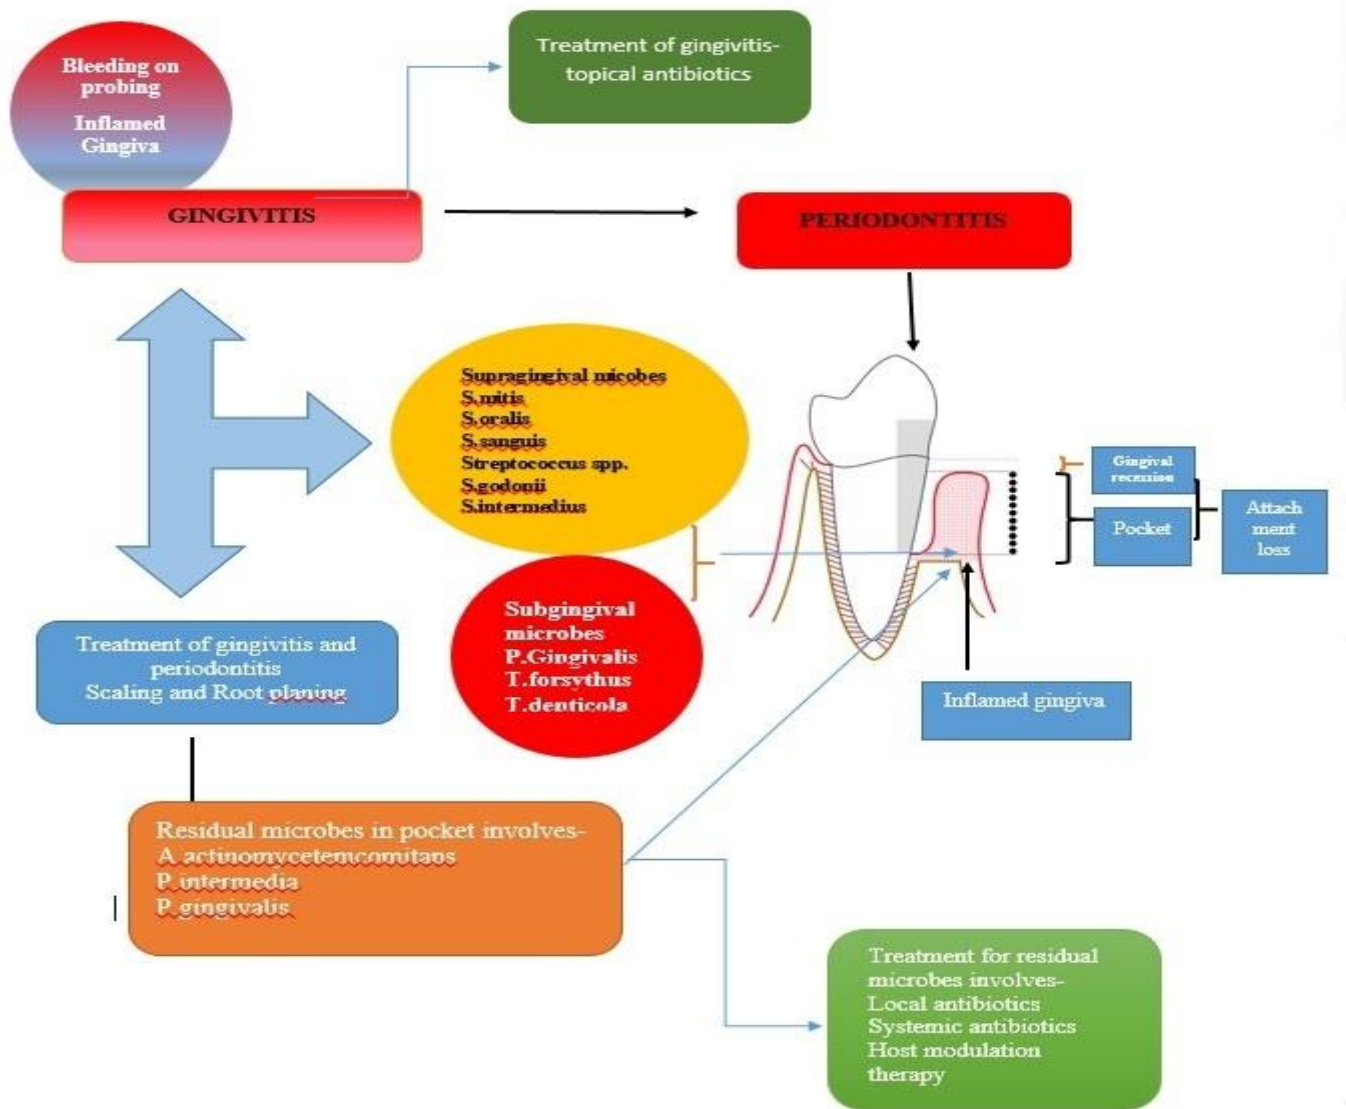 Bleeding on
probing
Inflamed
Gingiva
Treatment of gingivitis-
topical antibiotics
GINGIVITIS
PERIODONTITIS
Supragingival micobes
S.mitis
S.oralis
S.sanguis
Streptococcus spp.
S.godonii
S.intermedius
Gingival
recession
Pocket
Attach
ment
loss
Subgingival
microbes
P.Gingivalis
T.forsythus
T.denticola
Treatment of gingivitis and
periodontitis
Scaling and Root planing
Inflamed gingiva
Residual microbes in pocket involves-
A.actinomycetemcomitans
P.intermedia
P.gingivalis
Treatment for residual
microbes involves-
Local antibiotics
Systemic antibiotics
Host modulation
therapy